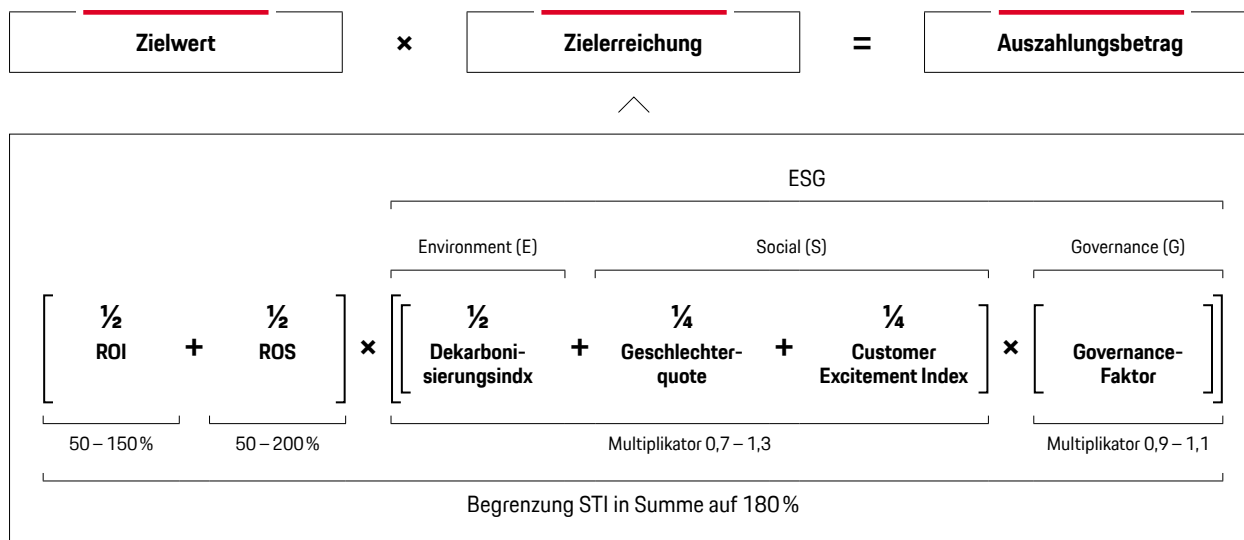 Zielwert × Zielerreichung = Auszahlungsbetrag
ESG
Environment (E) Social (S) Governance (G)
½ ½ ½ ¼ ¼
ROI + ROS × Dekarboni- + Geschlechter- + Customer × Governance-
sierungsindx quote Excitement Index Faktor
50 – 150 % 50 – 200 % Multiplikator 0,7 – 1,3 Multiplikator 0,9 – 1,1
Begrenzung STI in Summe auf 180 %